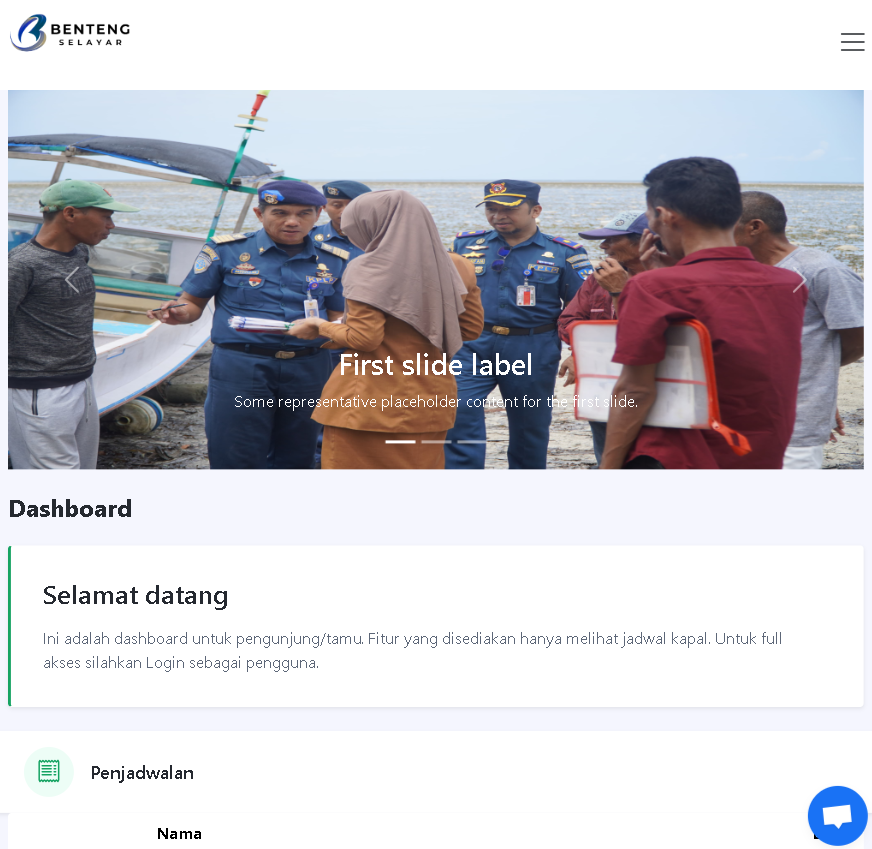 BENTENG
SELAYAR
First slide label
Some representative placeholder content for the first slide.
Dashboard
Selamat datang
Ini adalah dashboard untuk pengunjung/tamu. Fitur yang disediakan hanya melihat jadwal kapal. Untuk full
akses silahkan Login sebagai pengguna.
Penjadwalan
Nama